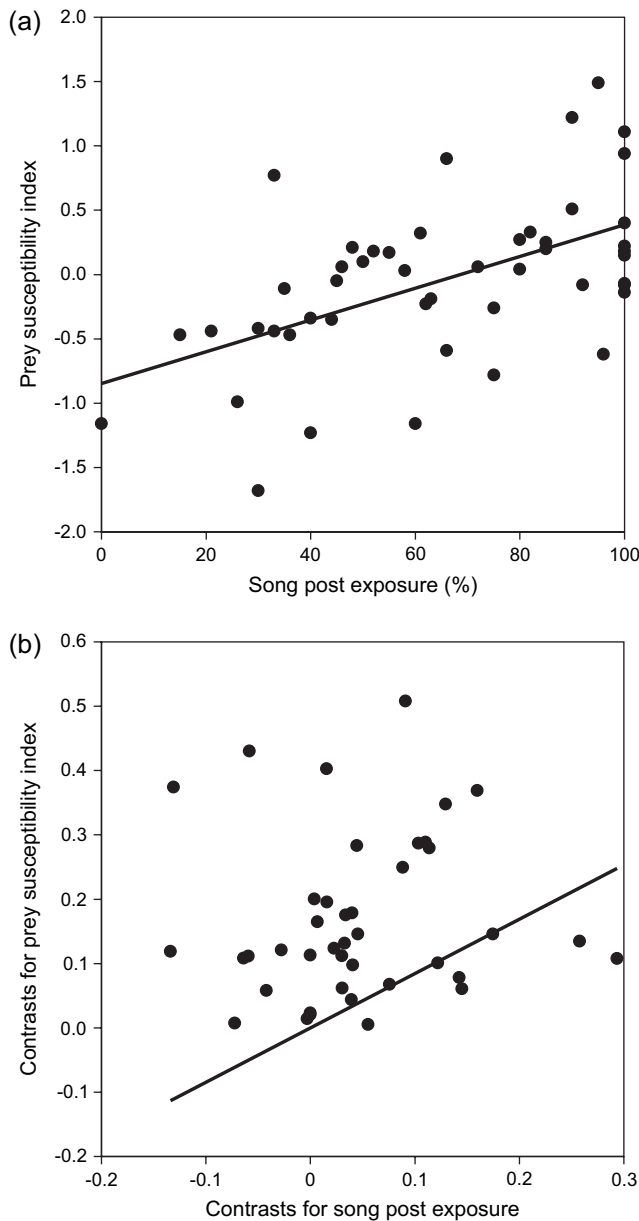 (a)
2.0
1.5
1.0
0.5
0.0
-0.5
-1.0
-1.5
-2.0
Prey susceptibility index
0 20 40 60 80 100
Song post exposure (%)
(b)
0.6
0.5
0.4
0.3
0.2
0.1
0.0
-0.1
-0.2
Contrasts for prey susceptibility index
-0.2 -0.1 0 0.1 0.2 0.3
Contrasts for song post exposure